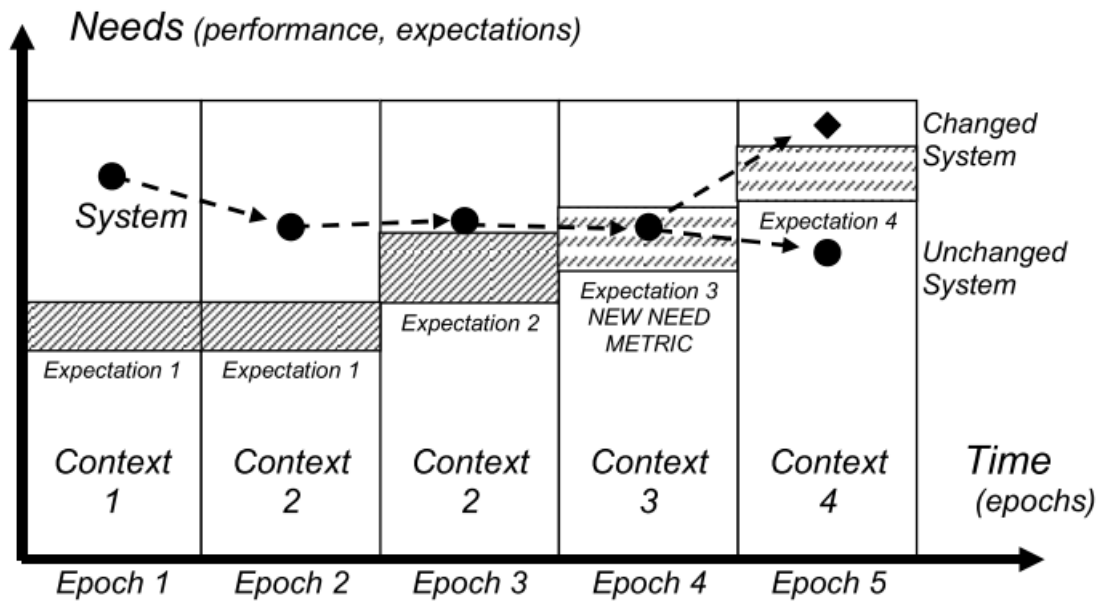 Needs (performance, expectations)
Changed
System
System
Expectation 4
Unchanged
System
Expectation 3
NEW NEED
METRIC
Expectation 2
Expectation 1
Expectation 1
Context
1
Context
2
Context
2
Context
3
Context
4
Time
(epochs)
Epoch 1
Epoch 2
Epoch 3
Epoch 4
Epoch 5